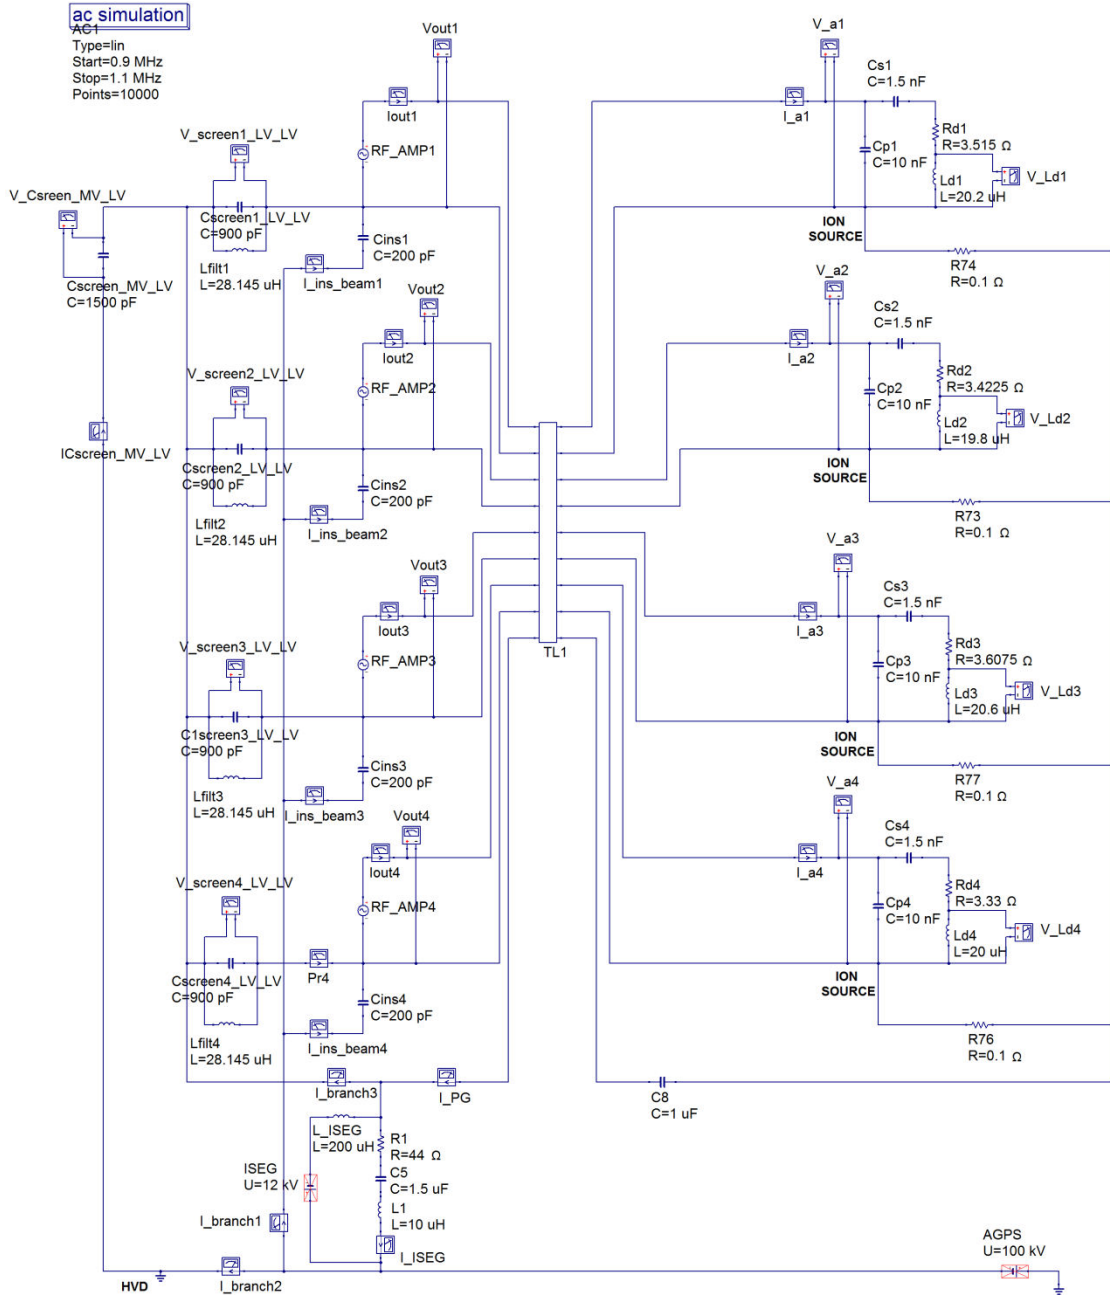 ac simulation
AC1
Type=lin
Start=0.9 MHz
Stop=1.1 MHz
Points=10000
Vout1
Iout1
RF_AMP1
V_screen1_LV_LV
Cscreen1_LV_LV
C=900 pF
Lfilt1
L=28.145 uH
V_Csreen_MV_LV
Cscreen_MV_LV
C=1500 pF
Cins1
C=200 pF
I_ins_beam1
Vout2
Iout2
RF_AMP2
V_screen2_LV_LV
Cscreen2_LV_LV
C=900 pF
Lfilt2
L=28.145 uH
ICscreen_MV_LV
Cins2
C=200 pF
I_ins_beam2
Vout3
Iout3
RF_AMP3
V_screen3_LV_LV
C1screen3_LV_LV
C=900 pF
Lfilt3
L=28.145 uH
Cins3
C=200 pF
I_ins_beam3
Vout4
Iout4
RF_AMP4
V_screen4_LV_LV
Cscreen4_LV_LV
C=900 pF
Pr4
Lfilt4
L=28.145 uH
Cins4
C=200 pF
I_ins_beam4
TL1
V_a1
I_a1
Cs1
C=1.5 nF
Cp1
C=10 nF
Rd1
R=3.515 Ω
Ld1
L=20.2 uH
V_Ld1
ION
SOURCE
R74
R=0.1 Ω
V_a2
I_a2
Cs2
C=1.5 nF
Cp2
C=10 nF
Rd2
R=3.4225 Ω
Ld2
L=19.8 uH
V_Ld2
ION
SOURCE
R73
R=0.1 Ω
V_a3
I_a3
Cs3
C=1.5 nF
Cp3
C=10 nF
Rd3
R=3.6075 Ω
Ld3
L=20.6 uH
V_Ld3
ION
SOURCE
R77
R=0.1 Ω
V_a4
I_a4
Cs4
C=1.5 nF
Cp4
C=10 nF
Rd4
R=3.33 Ω
Ld4
L=20 uH
V_Ld4
ION
SOURCE
R76
R=0.1 Ω
I_branch3
I_PG
C8
C=1 uF
L_ISEG
L=200 uH
R1
R=44 Ω
C5
C=1.5 uF
L1
L=10 uH
ISEG
U=12 kV
I_branch1
I_ISEG
HVD
I_branch2
AGPS
U=100 kV